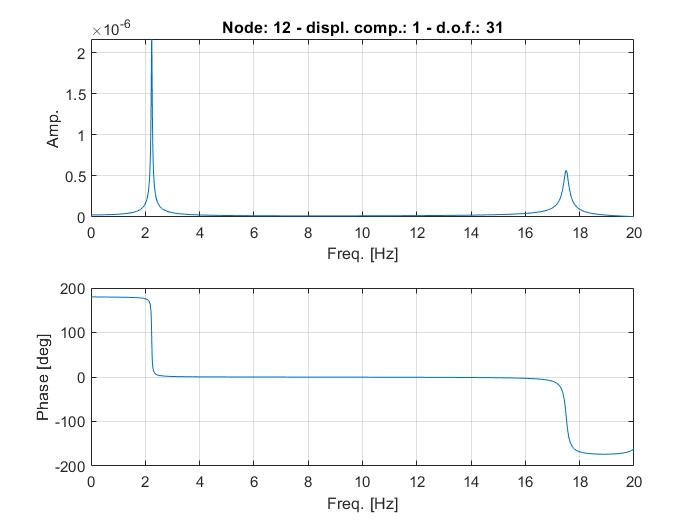 Node: 12 - displ. comp.: 1 - d.o.f.: 31
×10^-6
2
1.5
1
0.5
0
Amp.
0 2 4 6 8 10 12 14 16 18 20
Freq. [Hz]
200
100
0
-100
-200
Phase [deg]
0 2 4 6 8 10 12 14 16 18 20
Freq. [Hz]